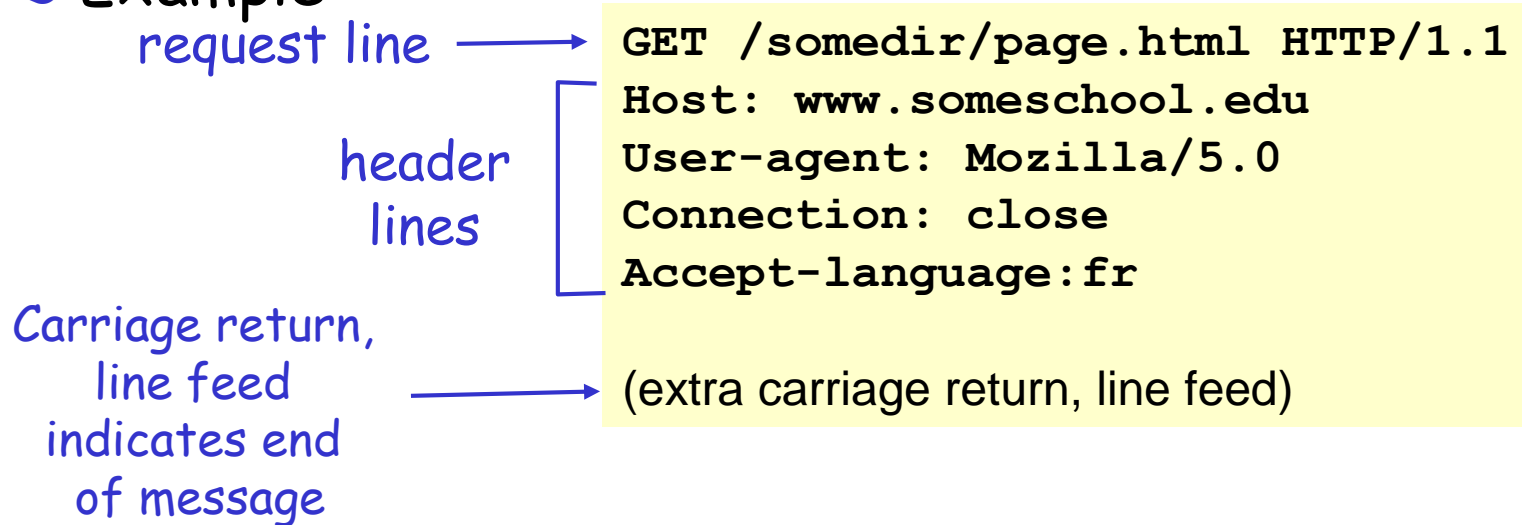 Example
request line
GET /somedir/page.html HTTP/1.1
Host: www.someschool.edu
User-agent: Mozilla/5.0
Connection: close
Accept-language:fr
header
lines
Carriage return,
line feed
indicates end
of message
(extra carriage return, line feed)